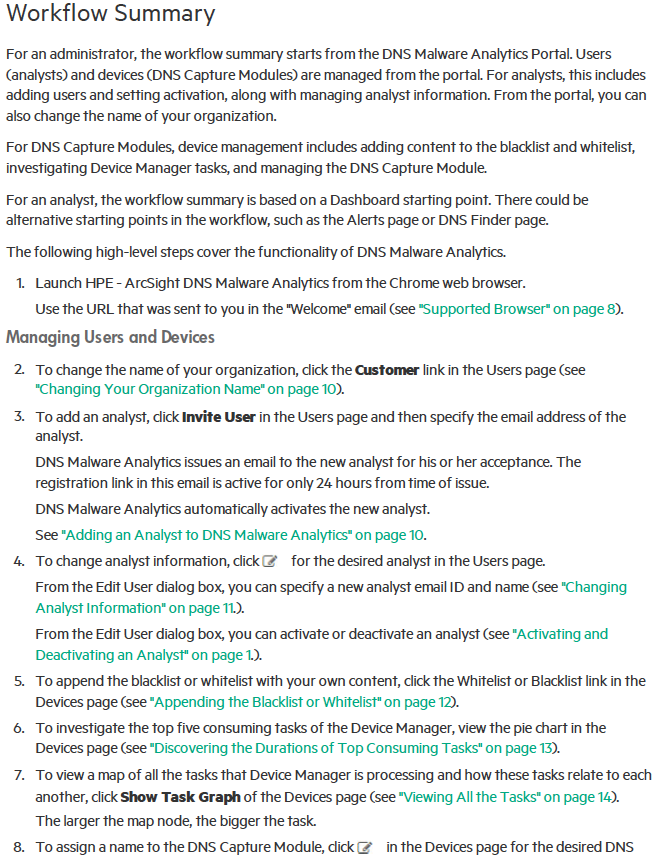 Workflow Summary
For an administrator, the workflow summary starts from the DNS Malware Analytics Portal. Users
(analysts) and devices (DNS Capture Modules) are managed from the portal. For analysts, this includes
adding users and setting activation, along with managing analyst information. From the portal, you can
also change the name of your organization.
For DNS Capture Modules, device management includes adding content to the blacklist and whitelist,
investigating Device Manager tasks, and managing the DNS Capture Module.
For an analyst, the workflow summary is based on a Dashboard starting point. There could be
alternative starting points in the workflow, such as the Alerts page or DNS Finder page.
The following high-level steps cover the functionality of DNS Malware Analytics.
1. Launch HPE - ArcSight DNS Malware Analytics from the Chrome web browser.
Use the URL that was sent to you in the "Welcome" email (see "Supported Browser" on page 8).
Managing Users and Devices
2. To change the name of your organization, click the Customer link in the Users page (see
"Changing Your Organization Name" on page 10).
3. To add an analyst, click Invite User in the Users page and then specify the email address of the
analyst.
DNS Malware Analytics issues an email to the new analyst for his or her acceptance. The
registration link in this email is active for only 24 hours from time of issue.
DNS Malware Analytics automatically activates the new analyst.
See "Adding an Analyst to DNS Malware Analytics" on page 10.
4. To change analyst information, click for the desired analyst in the Users page.
From the Edit User dialog box, you can specify a new analyst email ID and name (see "Changing
Analyst Information" on page 11.).
From the Edit User dialog box, you can activate or deactivate an analyst (see "Activating and
Deactivating an Analyst" on page 1.).
5. To append the blacklist or whitelist with your own content, click the Whitelist or Blacklist link in the
Devices page (see "Appending the Blacklist or Whitelist" on page 12).
6. To investigate the top five consuming tasks of the Device Manager, view the pie chart in the
Devices page (see "Discovering the Durations of Top Consuming Tasks" on page 13).
7. To view a map of all the tasks that Device Manager is processing and how these tasks relate to each
another, click Show Task Graph of the Devices page (see "Viewing All the Tasks" on page 14).
The larger the map node, the bigger the task.
8. To assign a name to the DNS Capture Module, click in the Devices page for the desired DNS